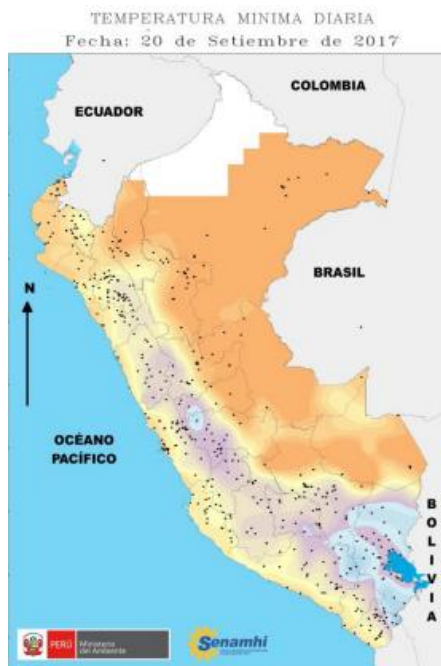 TEMPERATURA MINIMA DIARIA
Fecha: 20 de Setiembre de 2017
COLOMBIA
ECUADOR
BRASIL
N
OCÉANO
PACÍFICO
BOLIVIA
PERÚ
Ministerio
del Ambiente
Senamhi